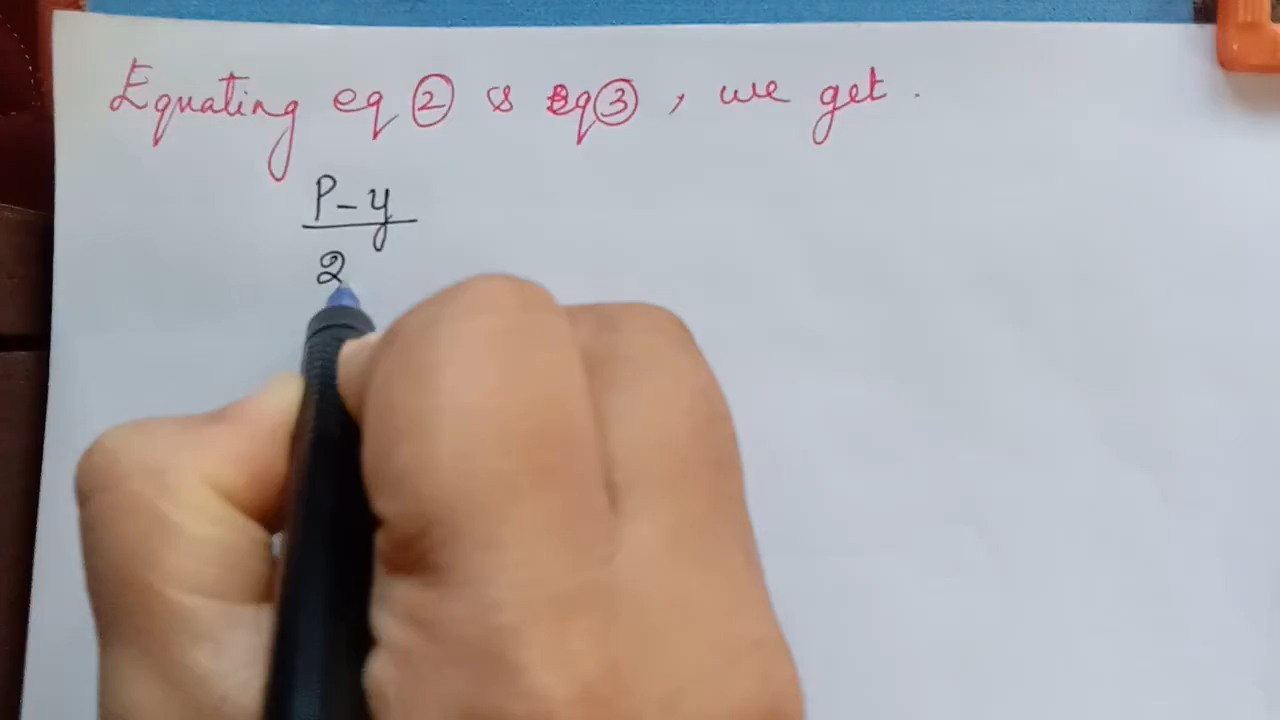 Equating eq ② & Eq ③, we get.
P - y
2